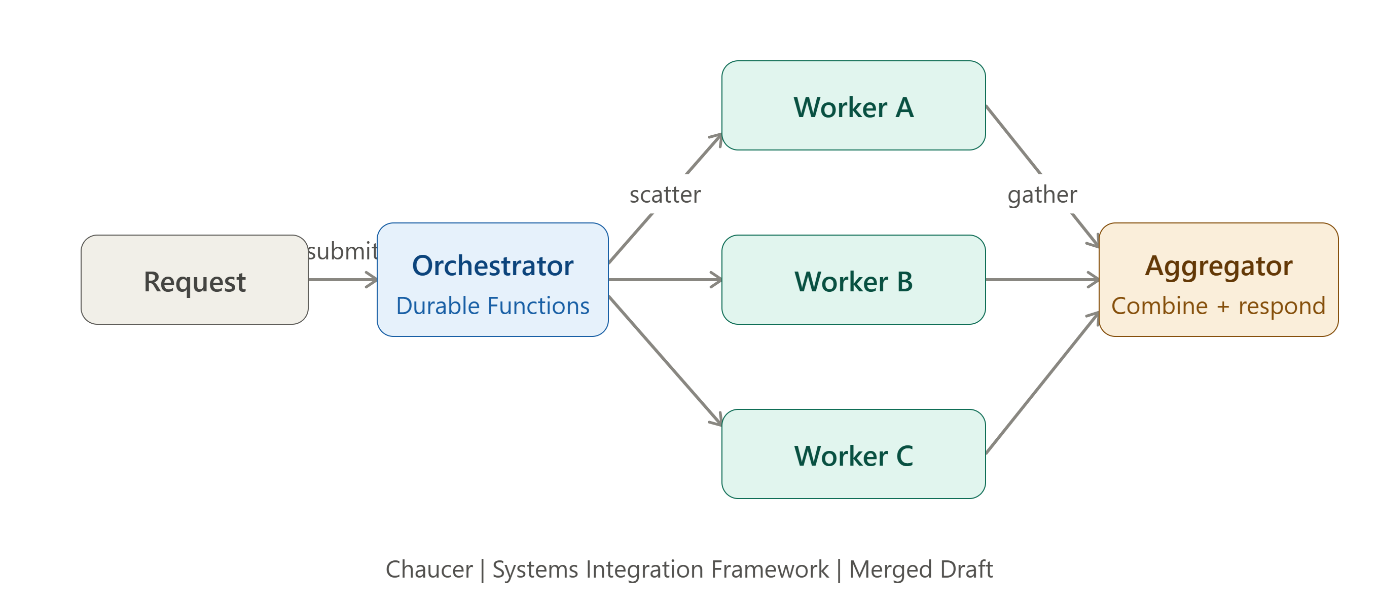 Worker A
scatter
gather
submit
Request
Orchestrator
Durable Functions
Worker B
Aggregator
Combine + respond
Worker C
Chaucer | Systems Integration Framework | Merged Draft